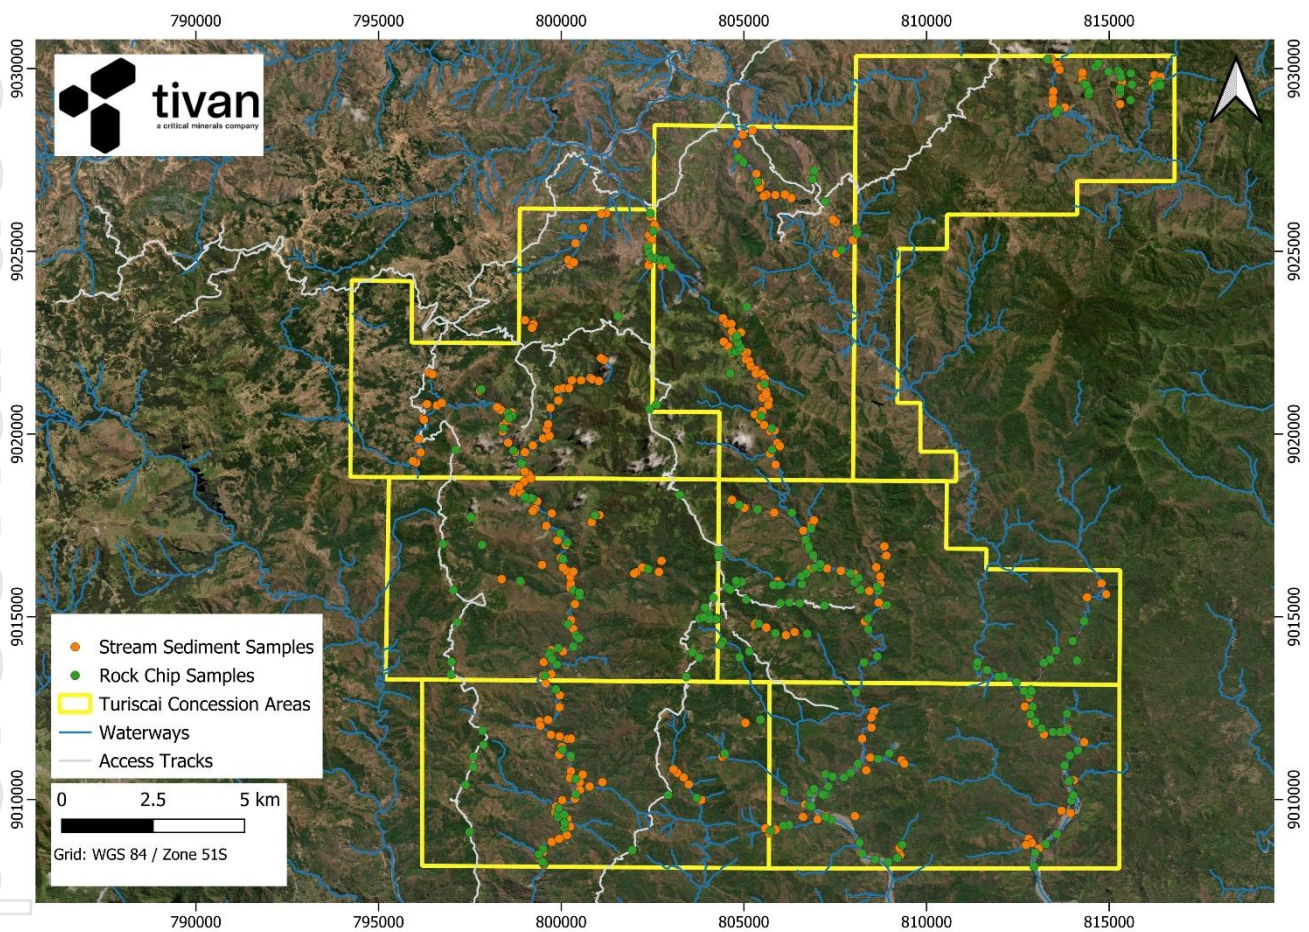 790000 795000 800000 805000 810000 815000
9030000
9030000
tivan
a critical minerals company
9025000
9025000
9020000
9020000
9015000
9015000
Stream Sediment Samples
Rock Chip Samples
Turiscai Concession Areas
Waterways
Access Tracks
0 2.5 5 km
Grid: WGS 84 / Zone 51S
9010000
9010000
790000 795000 800000 805000 810000 815000